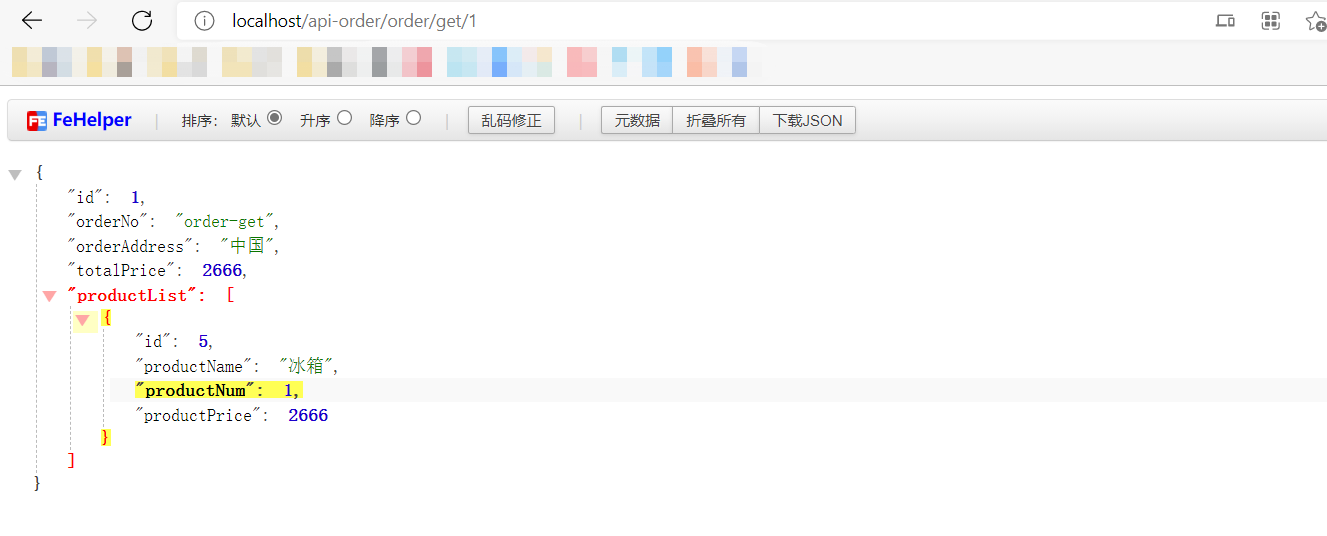 localhost/api-order/order/get/1
FE FeHelper | 排序: 默认 升序 降序 | 乱码修正 | 元数据 折叠所有 下载JSON
{
"id": 1,
"orderNo": "order-get",
"orderAddress": "中国",
"totalPrice": 2666,
"productList": [
{
"id": 5,
"productName": "冰箱",
"productNum": 1,
"productPrice": 2666
}
]
}